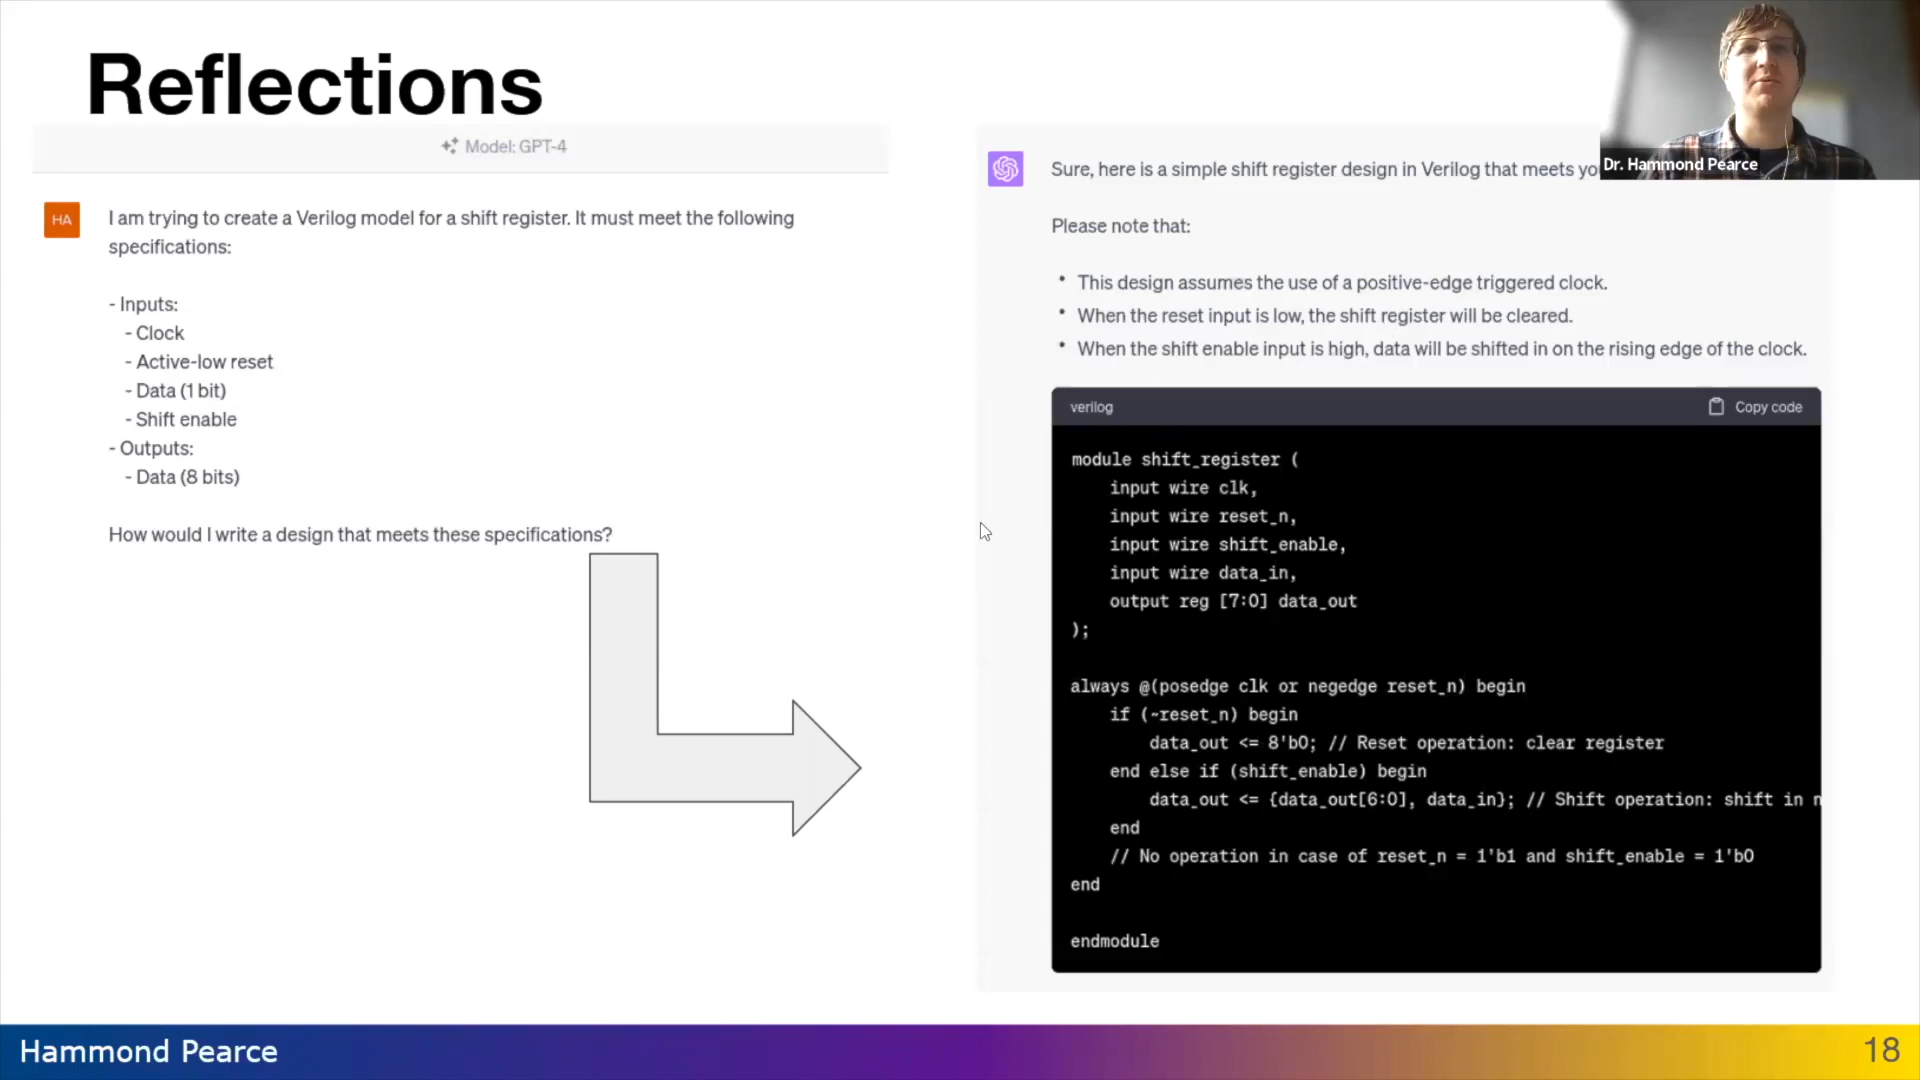 Reflections
Model: GPT-4
HA
I am trying to create a Verilog model for a shift register. It must meet the following
specifications:
- Inputs:
- Clock
- Active-low reset
- Data (1 bit)
- Shift enable
- Outputs:
- Data (8 bits)
How would I write a design that meets these specifications?
Sure, here is a simple shift register design in Verilog that meets yo
Dr. Hammond Pearce
Please note that:
• This design assumes the use of a positive-edge triggered clock.
• When the reset input is low, the shift register will be cleared.
• When the shift enable input is high, data will be shifted in on the rising edge of the clock.
verilog
Copy code
module shift_register (
input wire clk,
input wire reset_n,
input wire shift_enable,
input wire data_in,
output reg [7:0] data_out
);
always @(posedge clk or negedge reset_n) begin
if (~reset_n) begin
data_out <= 8'b0; // Reset operation: clear register
end else if (shift_enable) begin
data_out <= {data_out[6:0], data_in}; // Shift operation: shift in n
end
// No operation in case of reset_n = 1'b1 and shift_enable = 1'b0
end
endmodule
Hammond Pearce
18